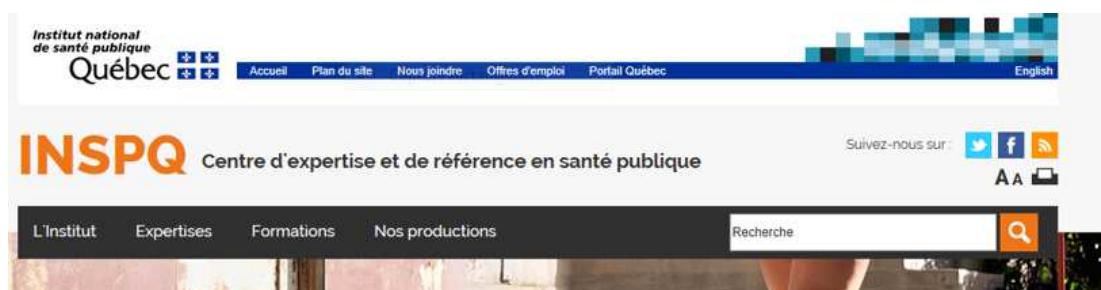 Institut national
de santé publique
Québec
Accueil Plan du site Nous joindre Offres d'emploi Portail Québec English
INSPQ Centre d'expertise et de référence en santé publique
Suivez-nous sur :
A A
L'Institut Expertises Formations Nos productions Recherche